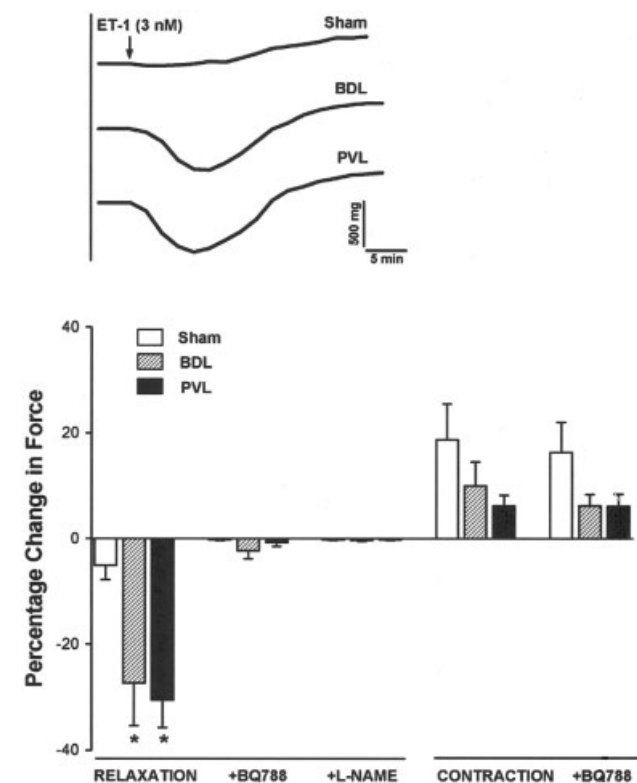 ET-1 (3 nM)
Sham
BDL
PVL
500 mg
5 min
40
20
0
-20
-40
Percentage Change in Force
Sham
BDL
PVL
* *
RELAXATION +BQ788 +L-NAME CONTRACTION +BQ788